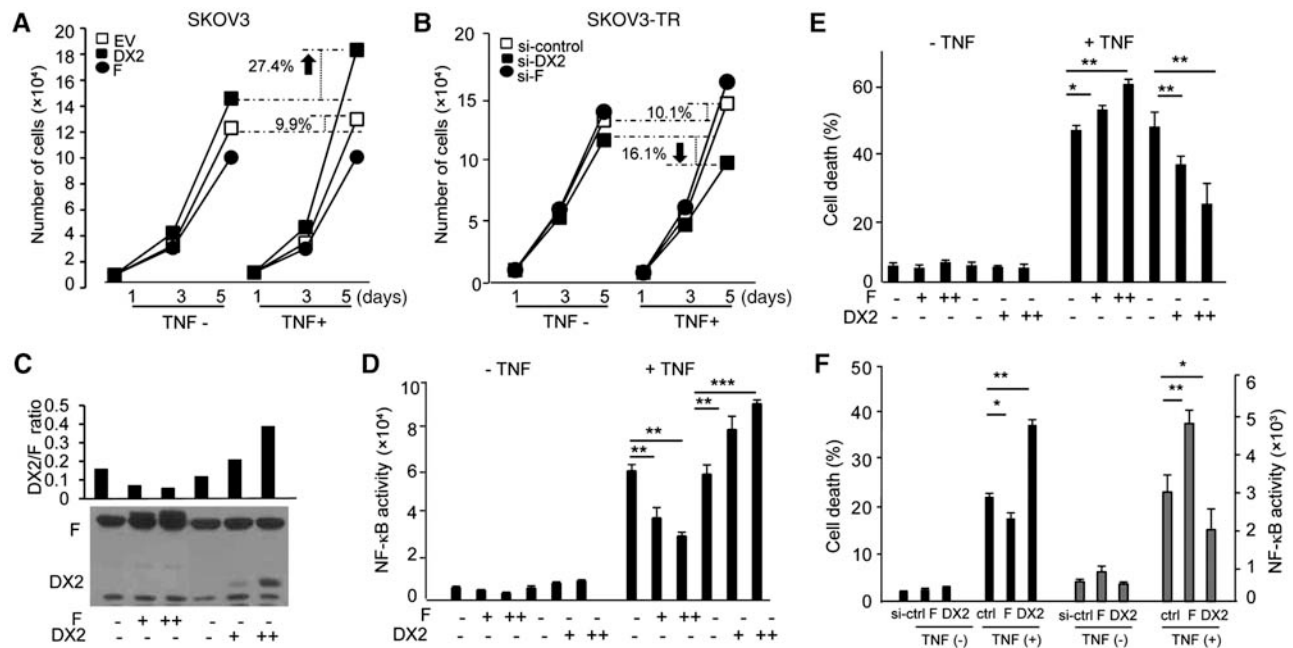 A
SKOV3
EV
DX2
F
Number of cells (×10⁴)
20
18
16
14
12
10
8
6
4
2
0
27.4%
9.9%
1 3 5 1 3 5 (days)
TNF - TNF+
B
SKOV3-TR
si-control
si-DX2
si-F
Number of cells (×10⁴)
20
15
10
5
0
10.1%
16.1%
1 3 5 1 3 5 (days)
TNF - TNF+
C
DX2/F ratio
0.5
0.4
0.3
0.2
0.1
0
F
DX2
F - + ++ - - -
DX2 - - - - + ++
D
- TNF + TNF
NF-κB activity (×10⁴)
10
8
6
4
2
0
** ** ** ***
F - + ++ - - - - + ++ - - -
DX2 - - - - + ++ - - - - + ++
E
- TNF + TNF
Cell death (%)
60
40
20
0
* ** ** **
F - + ++ - - - - + ++ - - -
DX2 - - - - + ++ - - - - + ++
F
Cell death (%)
50
40
30
20
10
0
NF-κB activity (×10³)
6
5
4
3
2
1
0
** * * **
si-ctrl F DX2 ctrl F DX2 si-ctrl F DX2 ctrl F DX2
TNF (-) TNF (+) TNF (-) TNF (+)